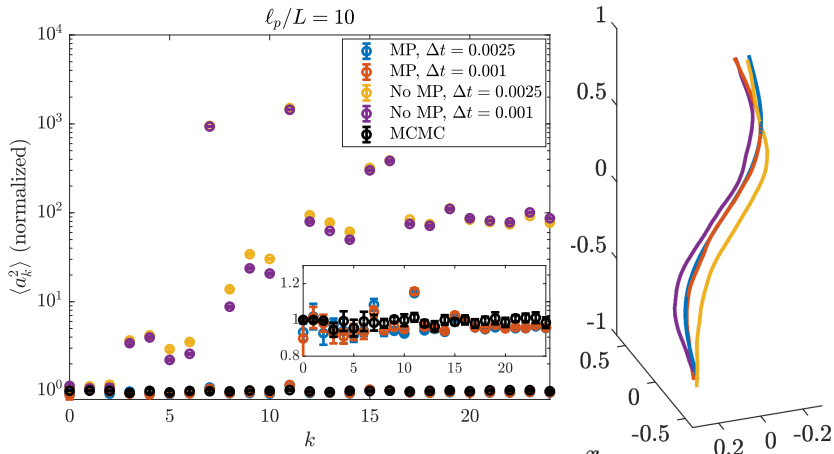 ℓ_p/L = 10
⟨a_k^2⟩ (normalized)
10^4
10^3
10^2
10^1
10^0
0 5 10 15 20
k
MP, Δt = 0.0025
MP, Δt = 0.001
No MP, Δt = 0.0025
No MP, Δt = 0.001
MCMC
1.2
1
0.8
0 5 10 15 20
1
0.5
0
-0.5
-1
0.5
0
-0.5
0.2 0 -0.2